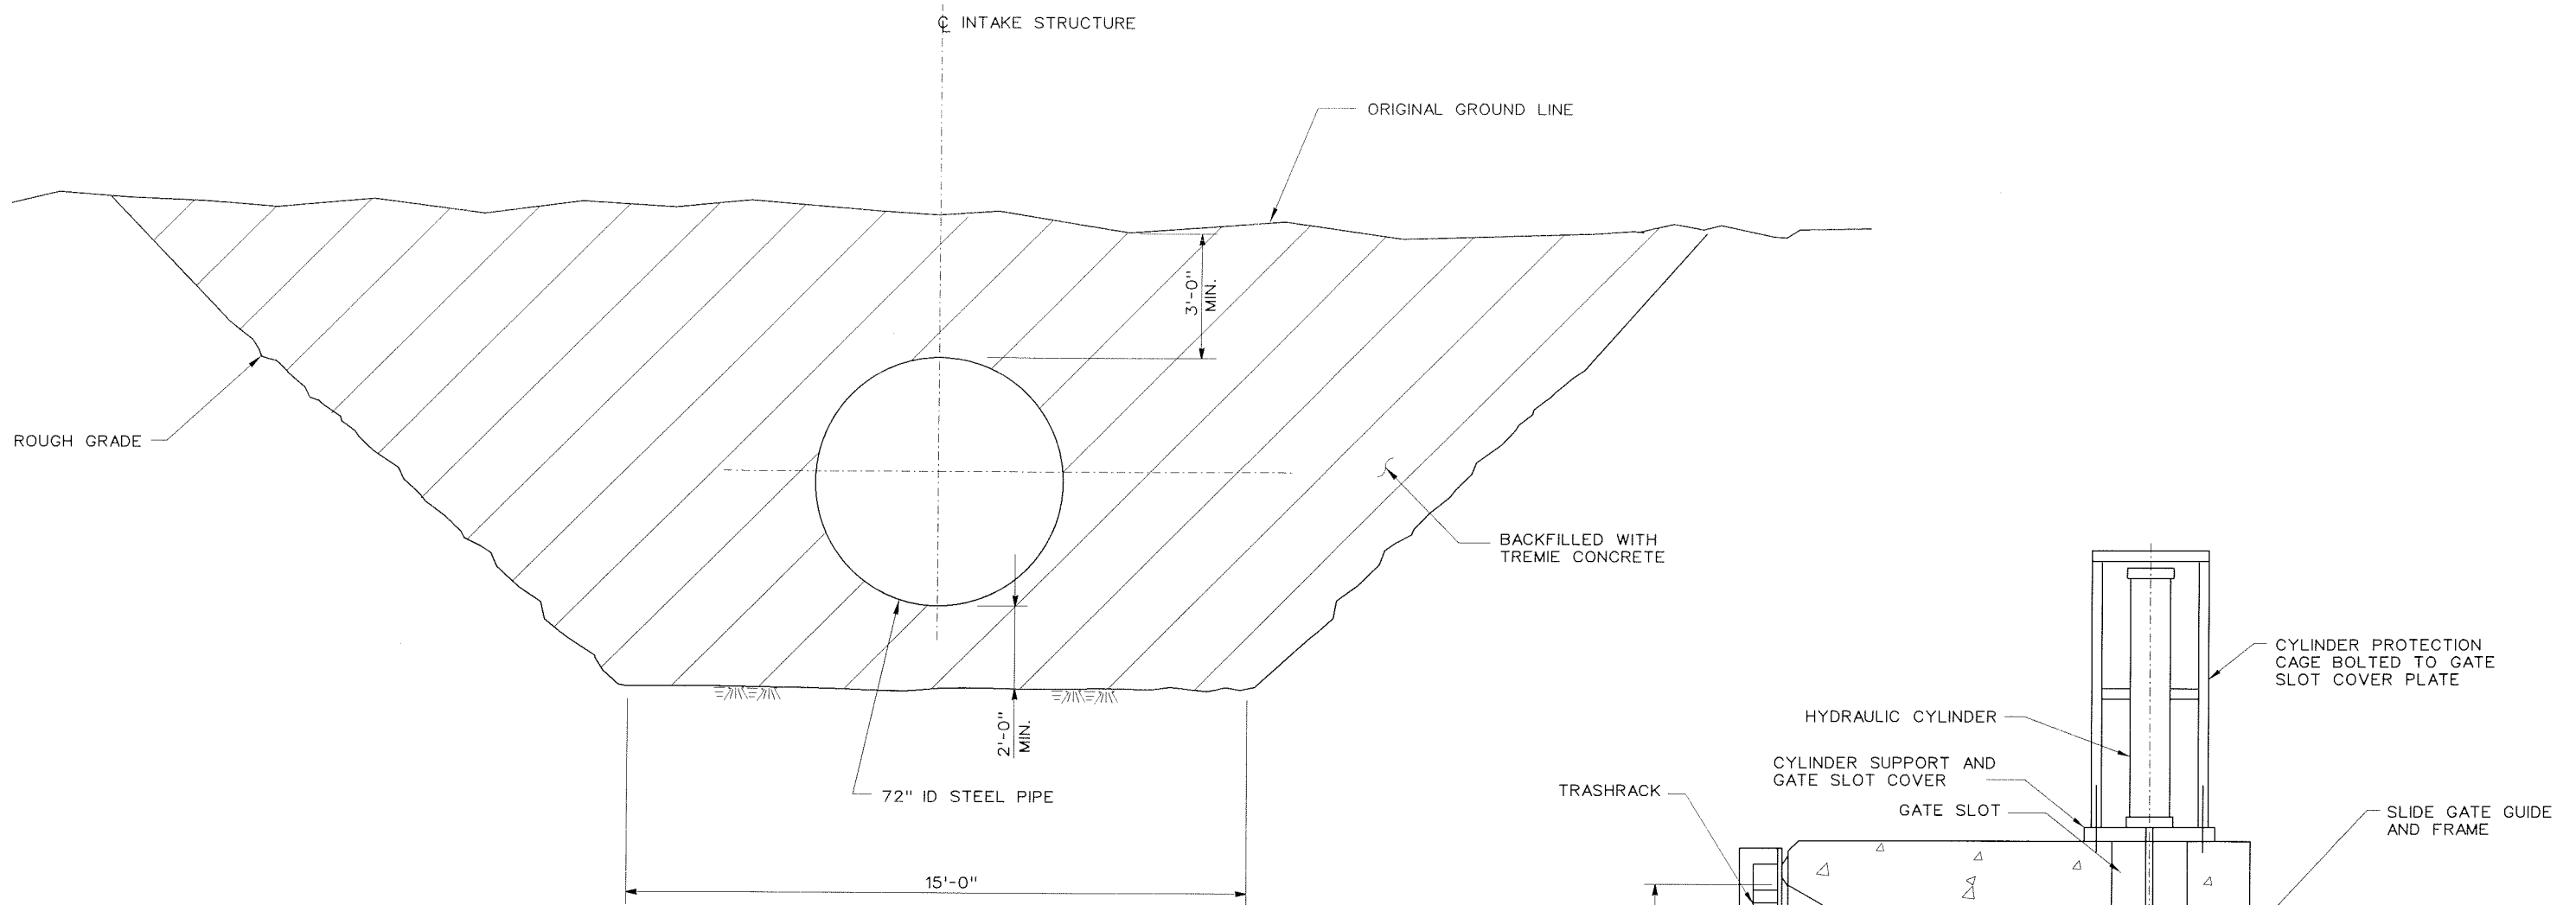 ℄ INTAKE STRUCTURE
ORIGINAL GROUND LINE
3'-0"
MIN.
ROUGH GRADE
BACKFILLED WITH
TREMIE CONCRETE
2'-0"
MIN.
72" ID STEEL PIPE
15'-0"
CYLINDER PROTECTION
CAGE BOLTED TO GATE
SLOT COVER PLATE
HYDRAULIC CYLINDER
CYLINDER SUPPORT AND
GATE SLOT COVER
TRASHRACK
GATE SLOT
SLIDE GATE GUIDE
AND FRAME